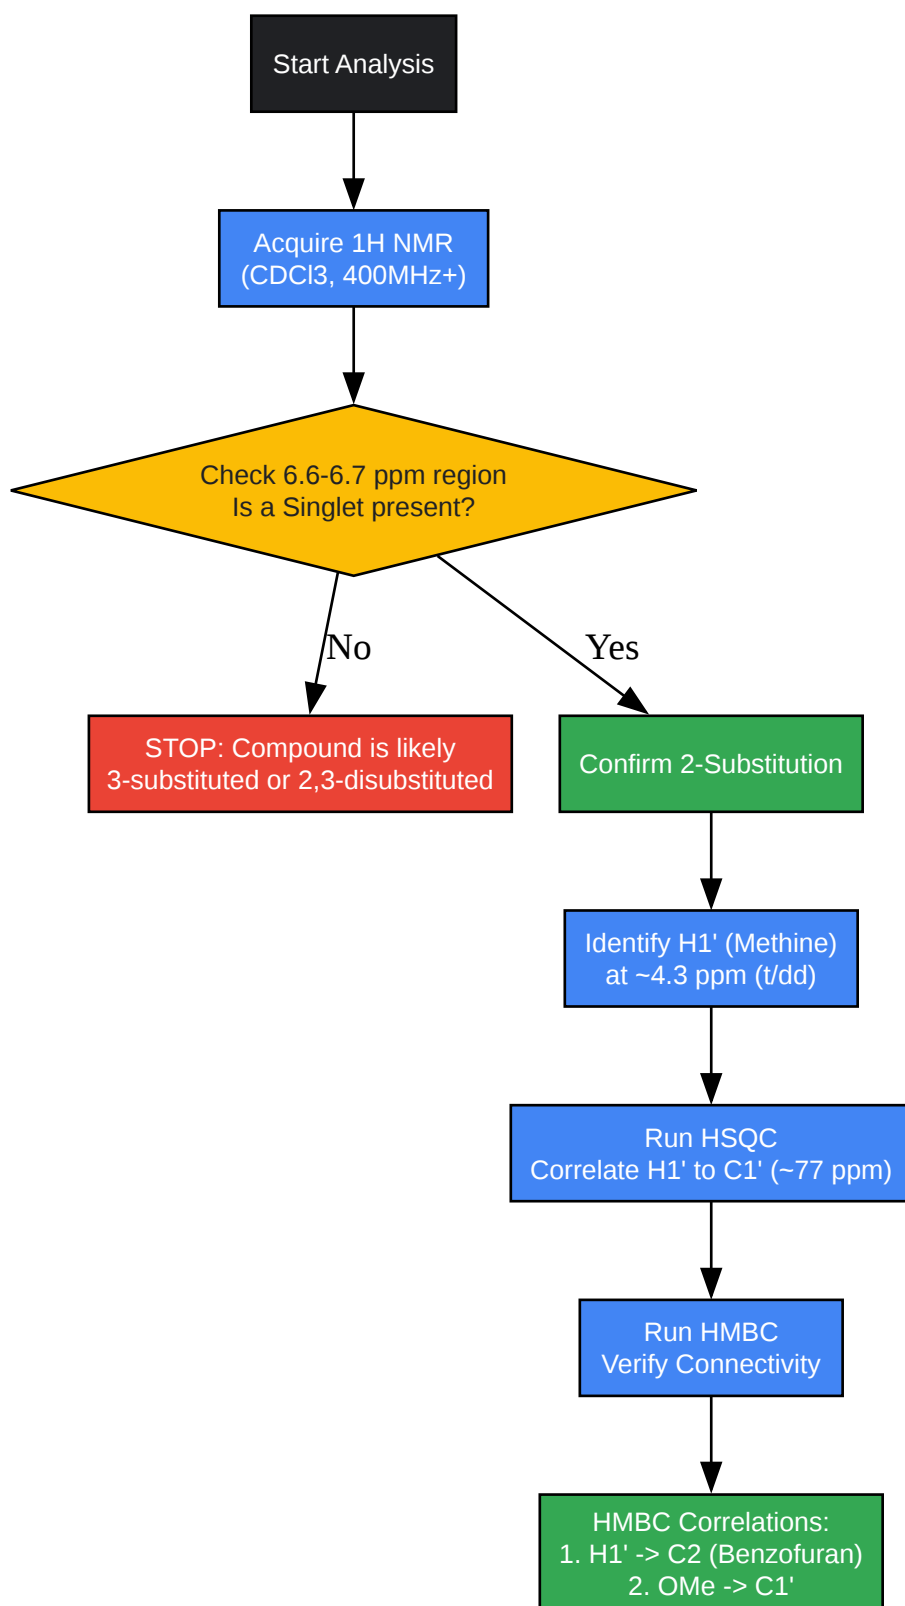 Start Analysis
Acquire 1H NMR
(CDCl3, 400MHz+)
Check 6.6-6.7 ppm region
Is a Singlet present?
No
Yes
STOP: Compound is likely
3-substituted or 2,3-disubstituted
Confirm 2-Substitution
Identify H1' (Methine)
at ~4.3 ppm (t/dd)
Run HSQC
Correlate H1' to C1' (~77 ppm)
Run HMBC
Verify Connectivity
HMBC Correlations:
1. H1' -> C2 (Benzofuran)
2. OMe -> C1'